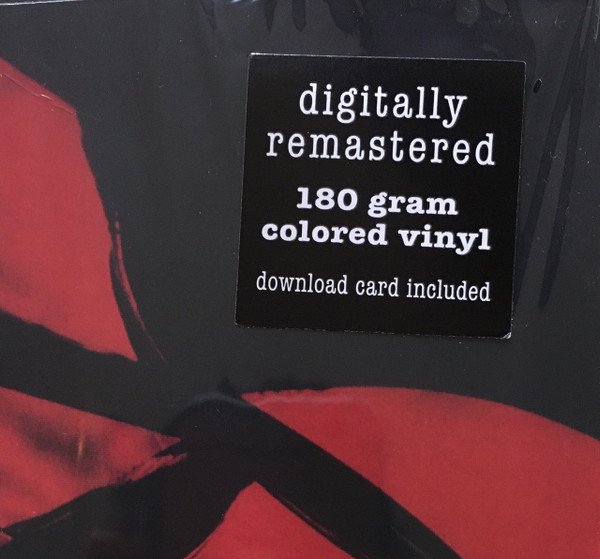 digitally
remastered
180 gram
colored vinyl
download card included